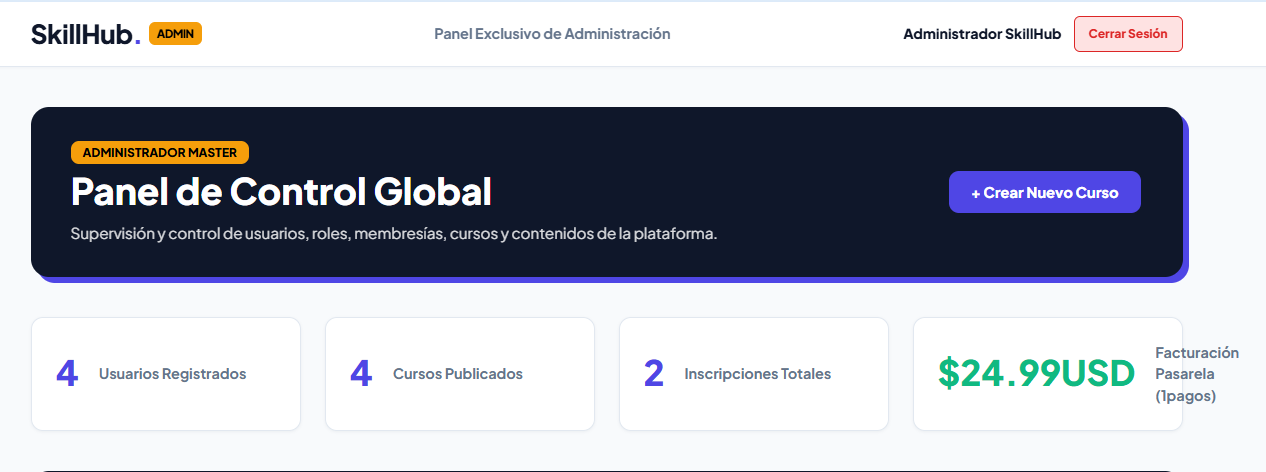 SkillHub. ADMIN
Panel Exclusivo de Administración
Administrador SkillHub
Cerrar Sesión
ADMINISTRADOR MASTER
Panel de Control Global
Supervisión y control de usuarios, roles, membresías, cursos y contenidos de la plataforma.
+ Crear Nuevo Curso
4 Usuarios Registrados
4 Cursos Publicados
2 Inscripciones Totales
$24.99USD
Facturación
Pasarela
(1pagos)